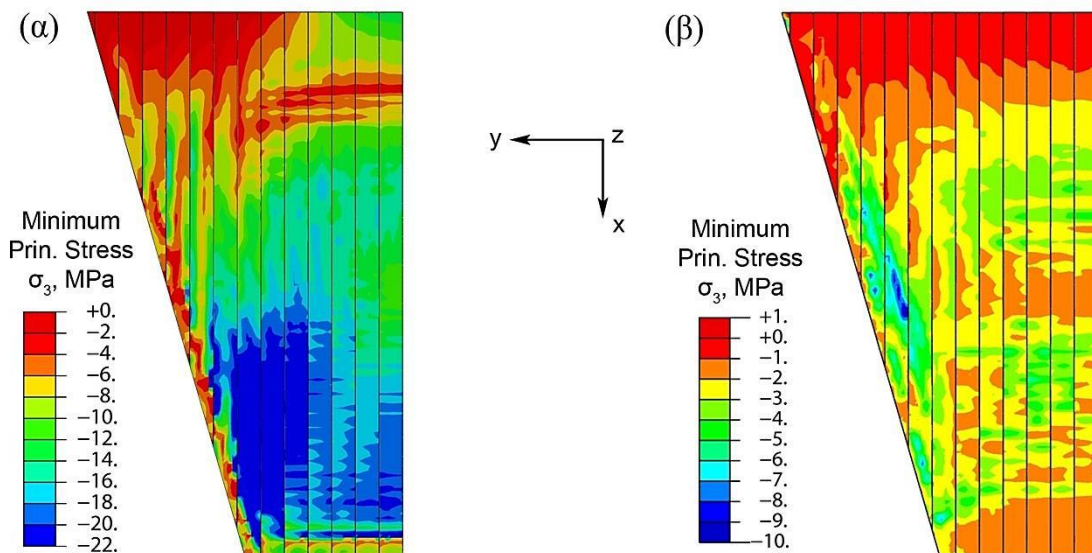 (α)
Minimum
Prin. Stress
σ₃, MPa
+0.
−2.
−4.
−6.
−8.
−10.
−12.
−14.
−16.
−18.
−20.
−22.
y
z
x
(β)
Minimum
Prin. Stress
σ₃, MPa
+1.
+0.
−1.
−2.
−3.
−4.
−5.
−6.
−7.
−8.
−9.
−10.